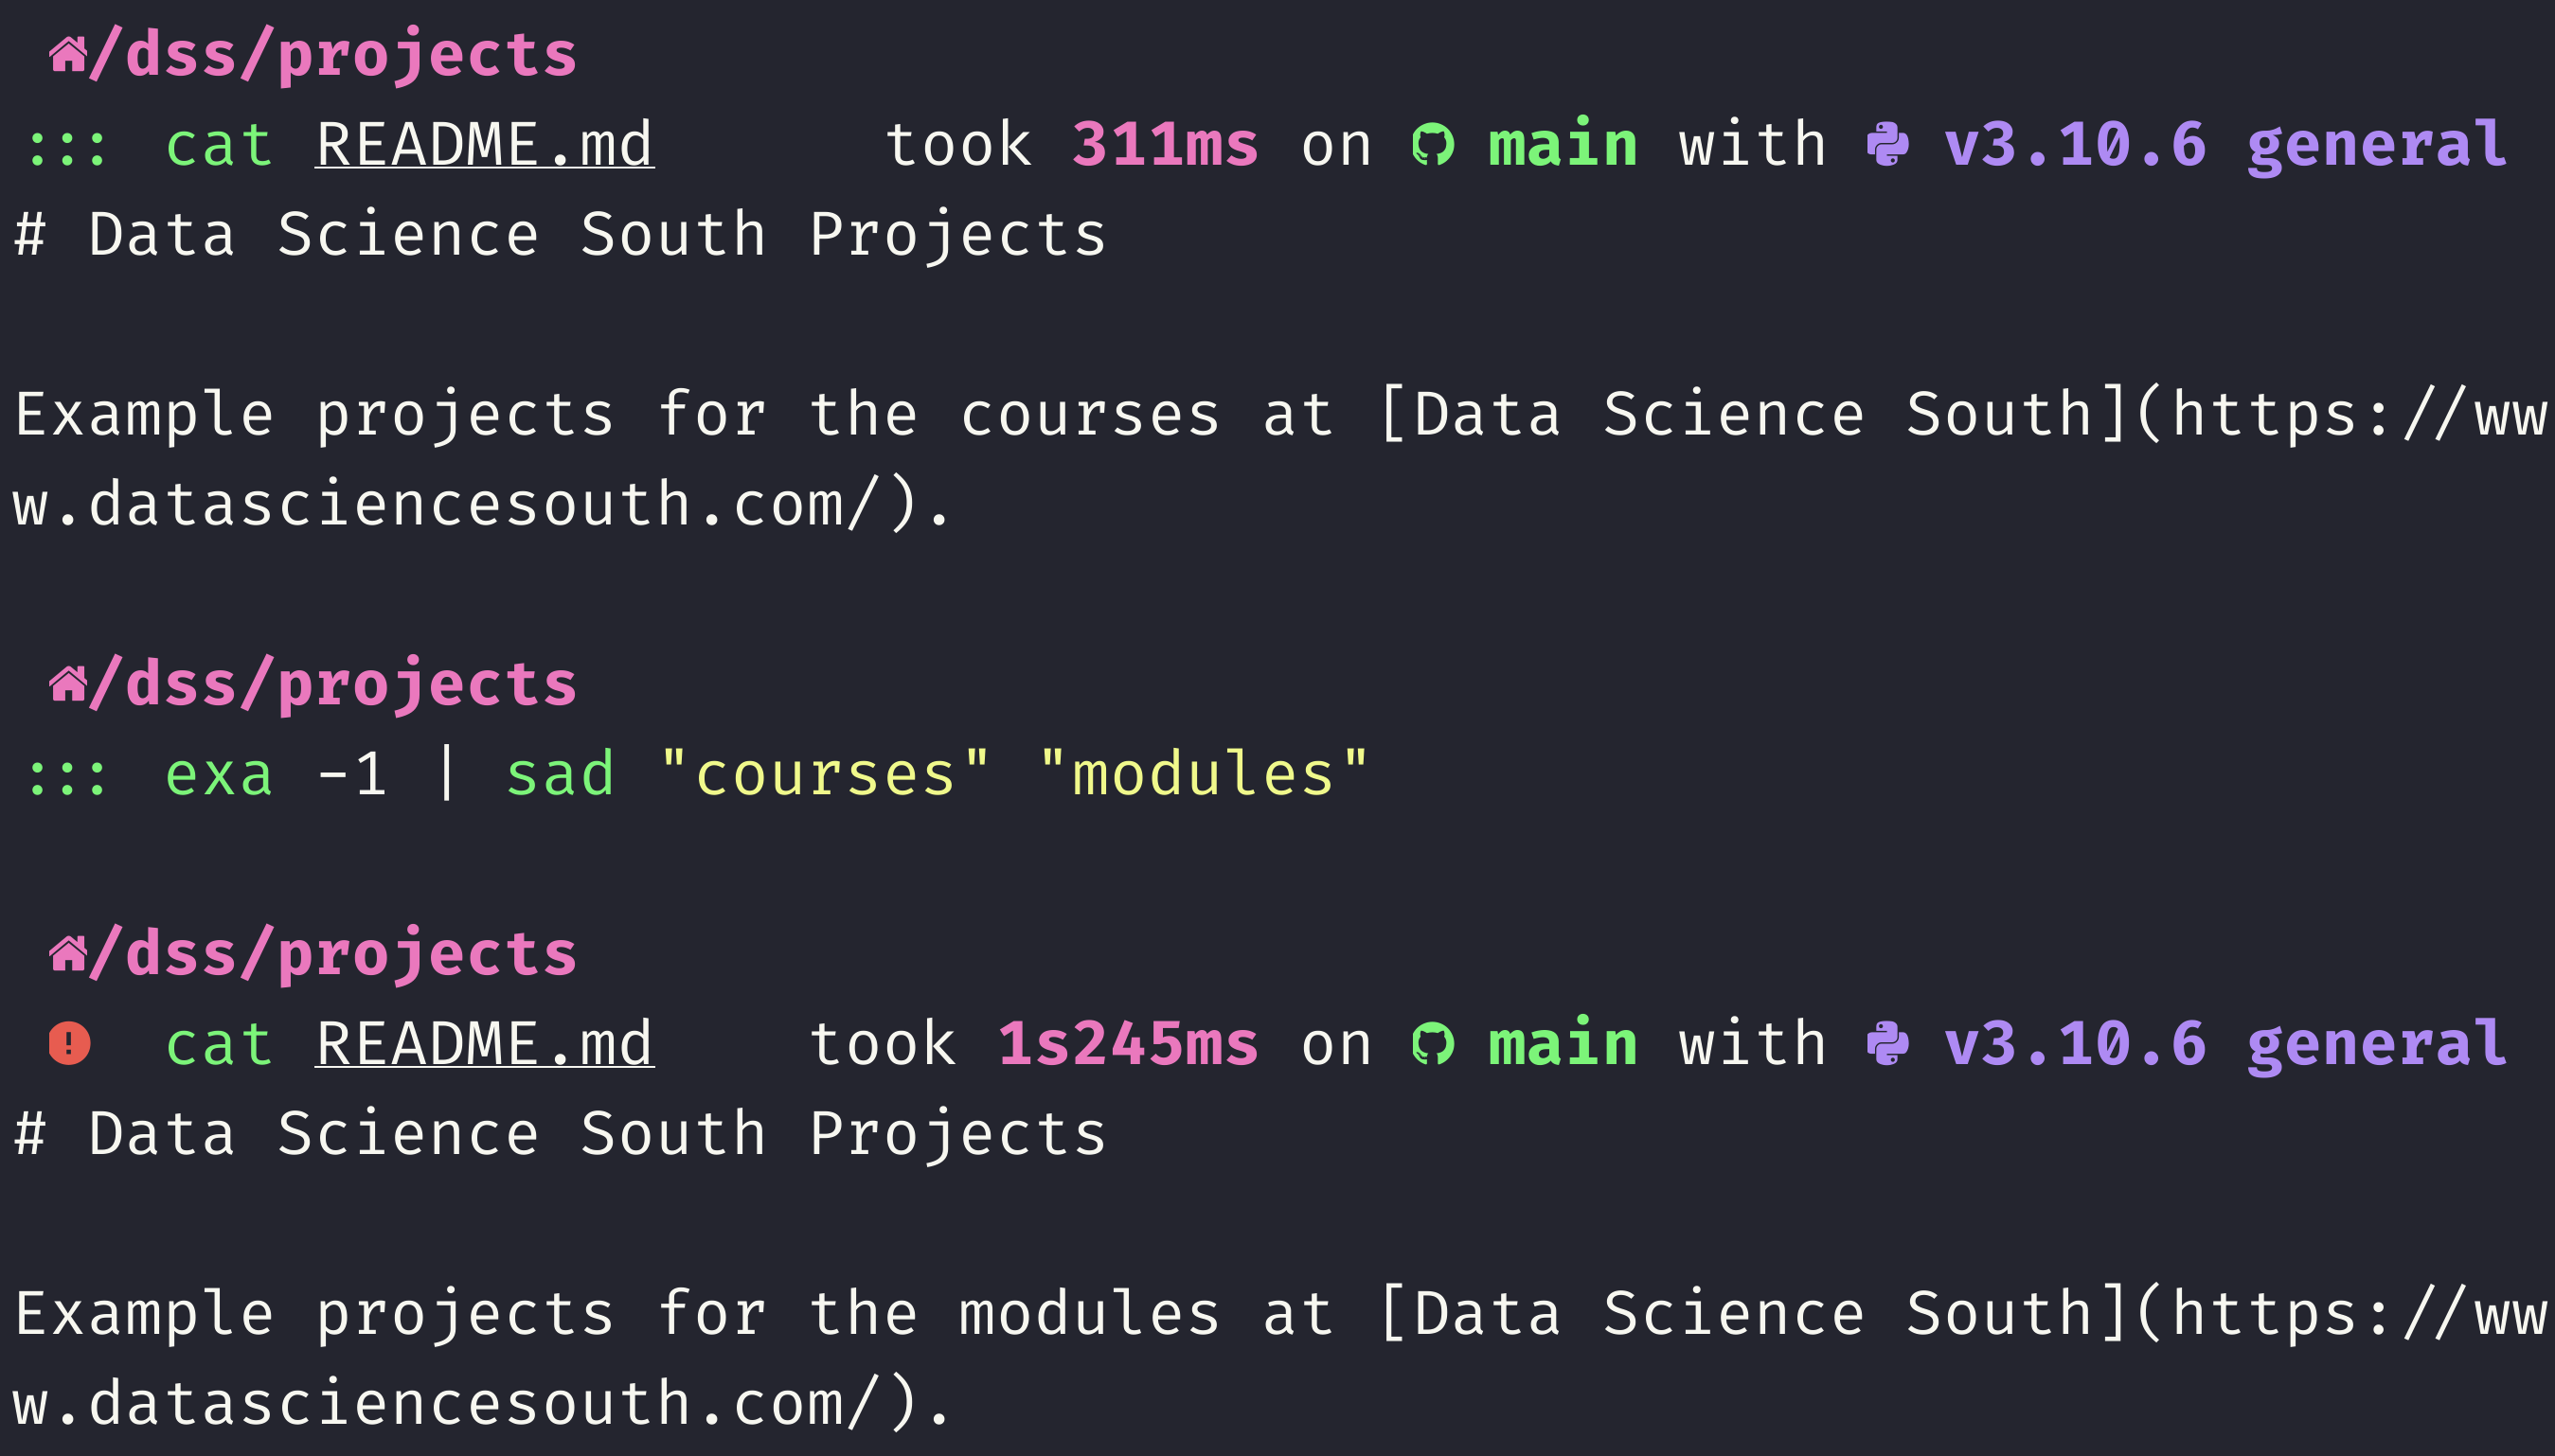 /dss/projects
::: cat README.md took 311ms on main with v3.10.6 general
# Data Science South Projects
Example projects for the courses at [Data Science South](https://ww
w.datasciencesouth.com/).
/dss/projects
::: exa -1 | sad "courses" "modules"
/dss/projects
! cat README.md took 1s245ms on main with v3.10.6 general
# Data Science South Projects
Example projects for the modules at [Data Science South](https://ww
w.datasciencesouth.com/).